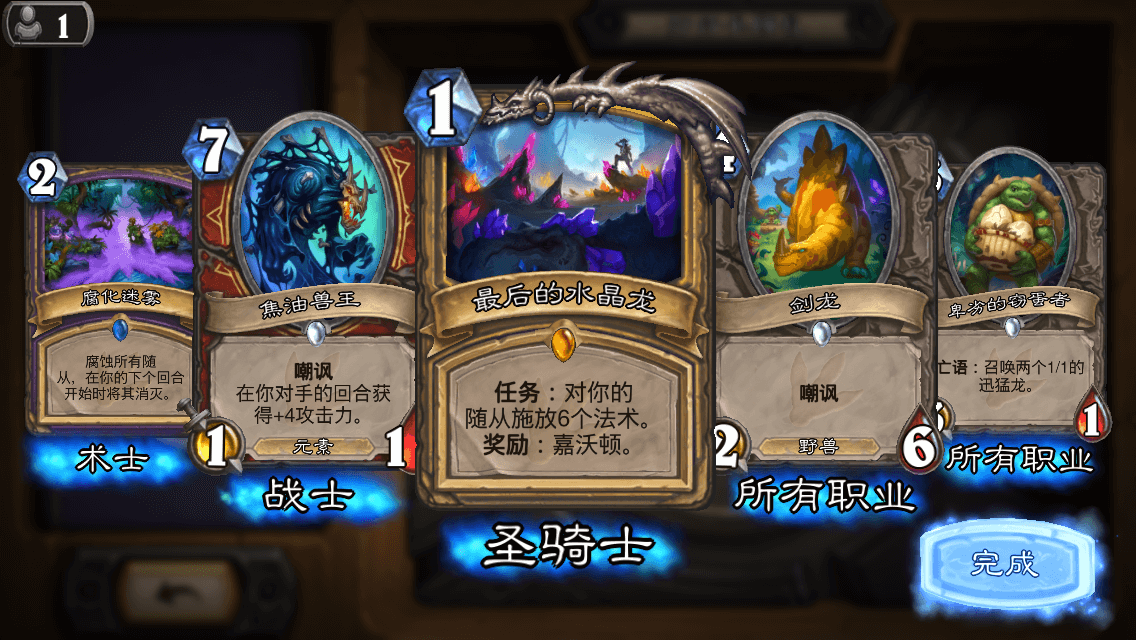 1
2
腐化迷雾
腐蚀所有随
从，在你的下个回合
开始时将其消灭。
术士
7
焦油兽王
嘲讽
在你对手的回合获
得+4攻击力。
元素
1
1
战士
1
最后的水晶龙
任务：对你的
随从施放6个法术。
奖励：嘉沃顿。
圣骑士
剑龙
嘲讽
野兽
2
6
所有职业
卑劣的窃蛋者
亡语：召唤两个1/1的
迅猛龙。
1
所有职业
完成